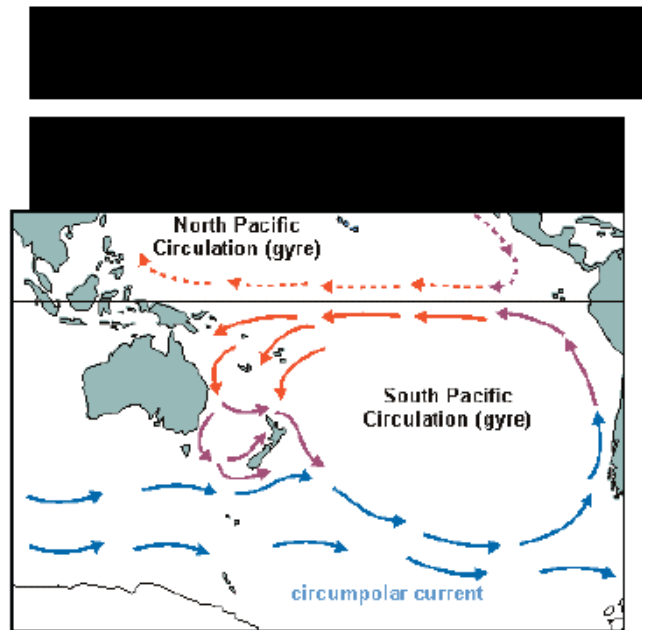 North Pacific
Circulation (gyre)
South Pacific
Circulation (gyre)
circumpolar current